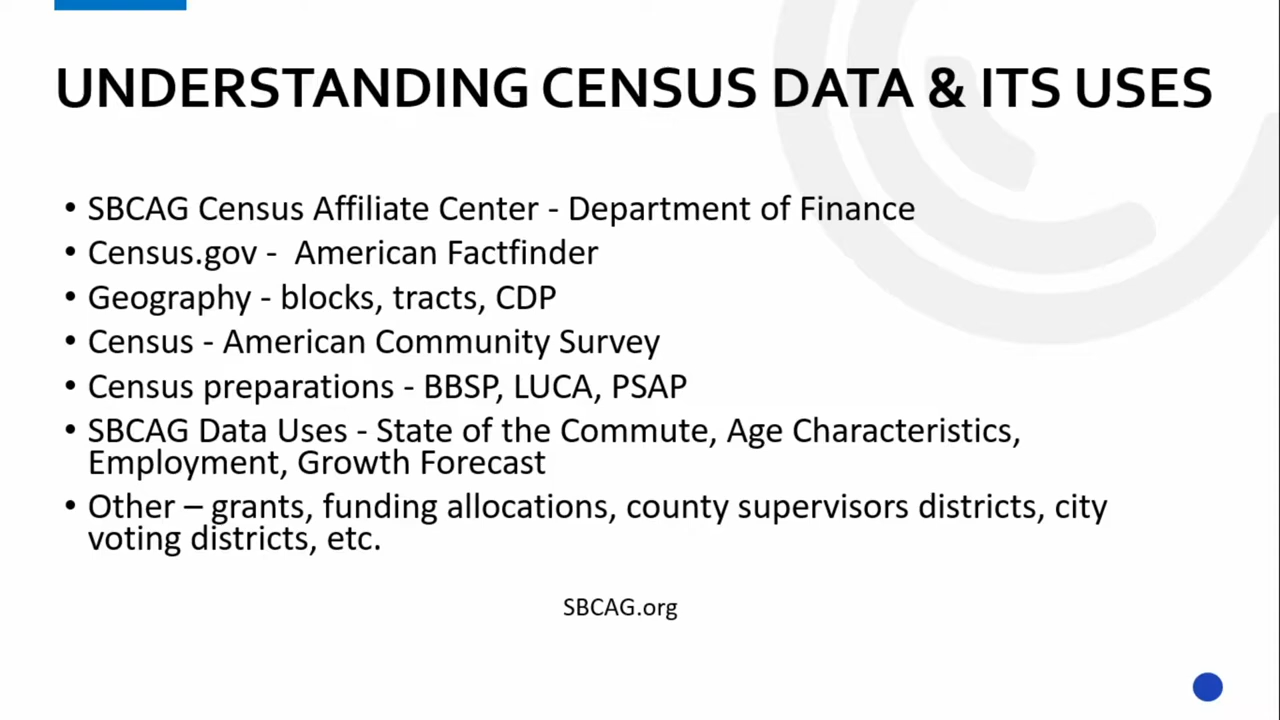 UNDERSTANDING CENSUS DATA & ITS USES
• SBCAG Census Affiliate Center - Department of Finance
• Census.gov -  American Factfinder
• Geography - blocks, tracts, CDP
• Census - American Community Survey
• Census preparations - BBSP, LUCA, PSAP
• SBCAG Data Uses - State of the Commute, Age Characteristics,
Employment, Growth Forecast
• Other – grants, funding allocations, county supervisors districts, city
voting districts, etc.
SBCAG.org